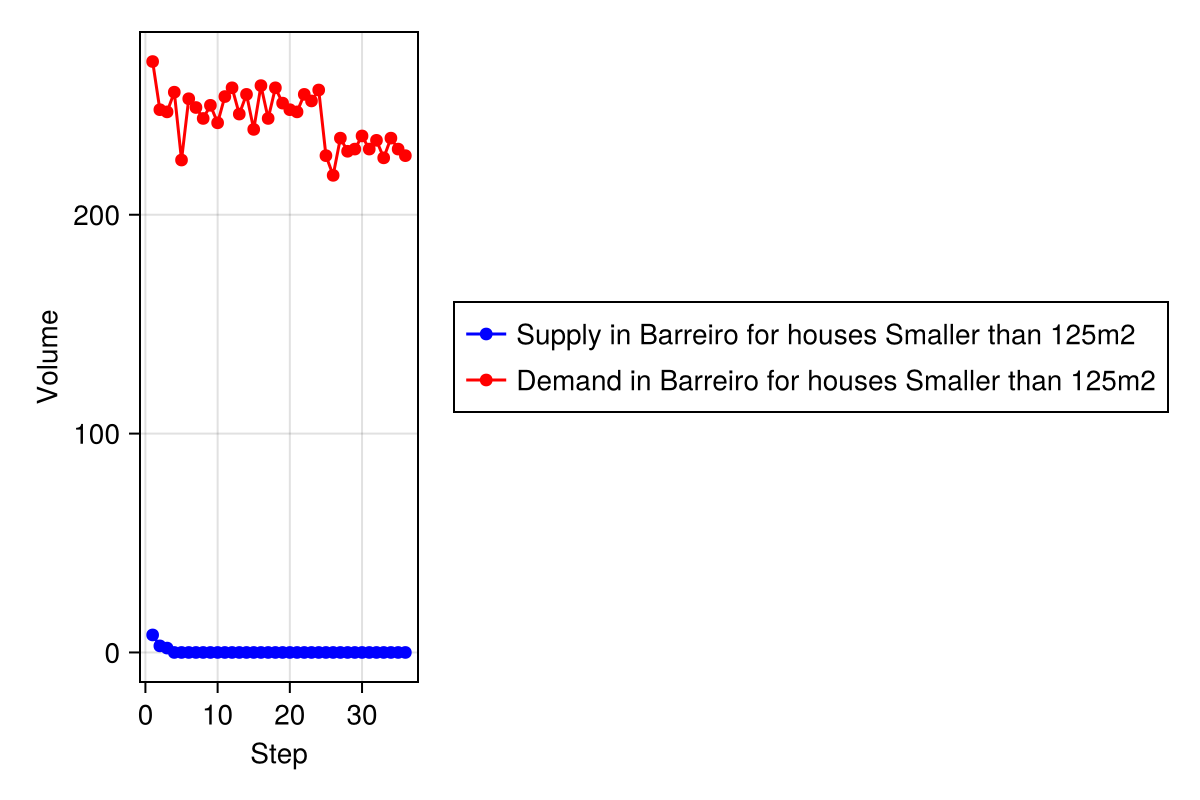 Volume
200
100
0
0 10 20 30
Step
Supply in Barreiro for houses Smaller than 125m2
Demand in Barreiro for houses Smaller than 125m2